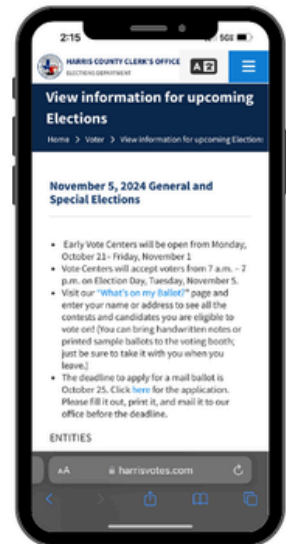 2:15
5GE
HARRIS COUNTY CLERK'S OFFICE
ELECTIONS DEPARTMENT
A
View information for upcoming
Elections
Home > Voter > View information for upcoming Elections
November 5, 2024 General and
Special Elections
• Early Vote Centers will be open from Monday,
October 21– Friday, November 1
• Vote Centers will accept voters from 7 a.m. – 7
p.m. on Election Day, Tuesday, November 5.
• Visit our "What's on my Ballot?" page and
enter your name or address to see all the
contests and candidates you are eligible to
vote on! (You can bring handwritten notes or
printed sample ballots to the voting booth;
just be sure to take it with you when you
leave.)
• The deadline to apply for a mail ballot is
October 25. Click here for the application.
Please fill it out, print it, and mail it to our
office before the deadline.
ENTITIES
AA harrisvotes.com